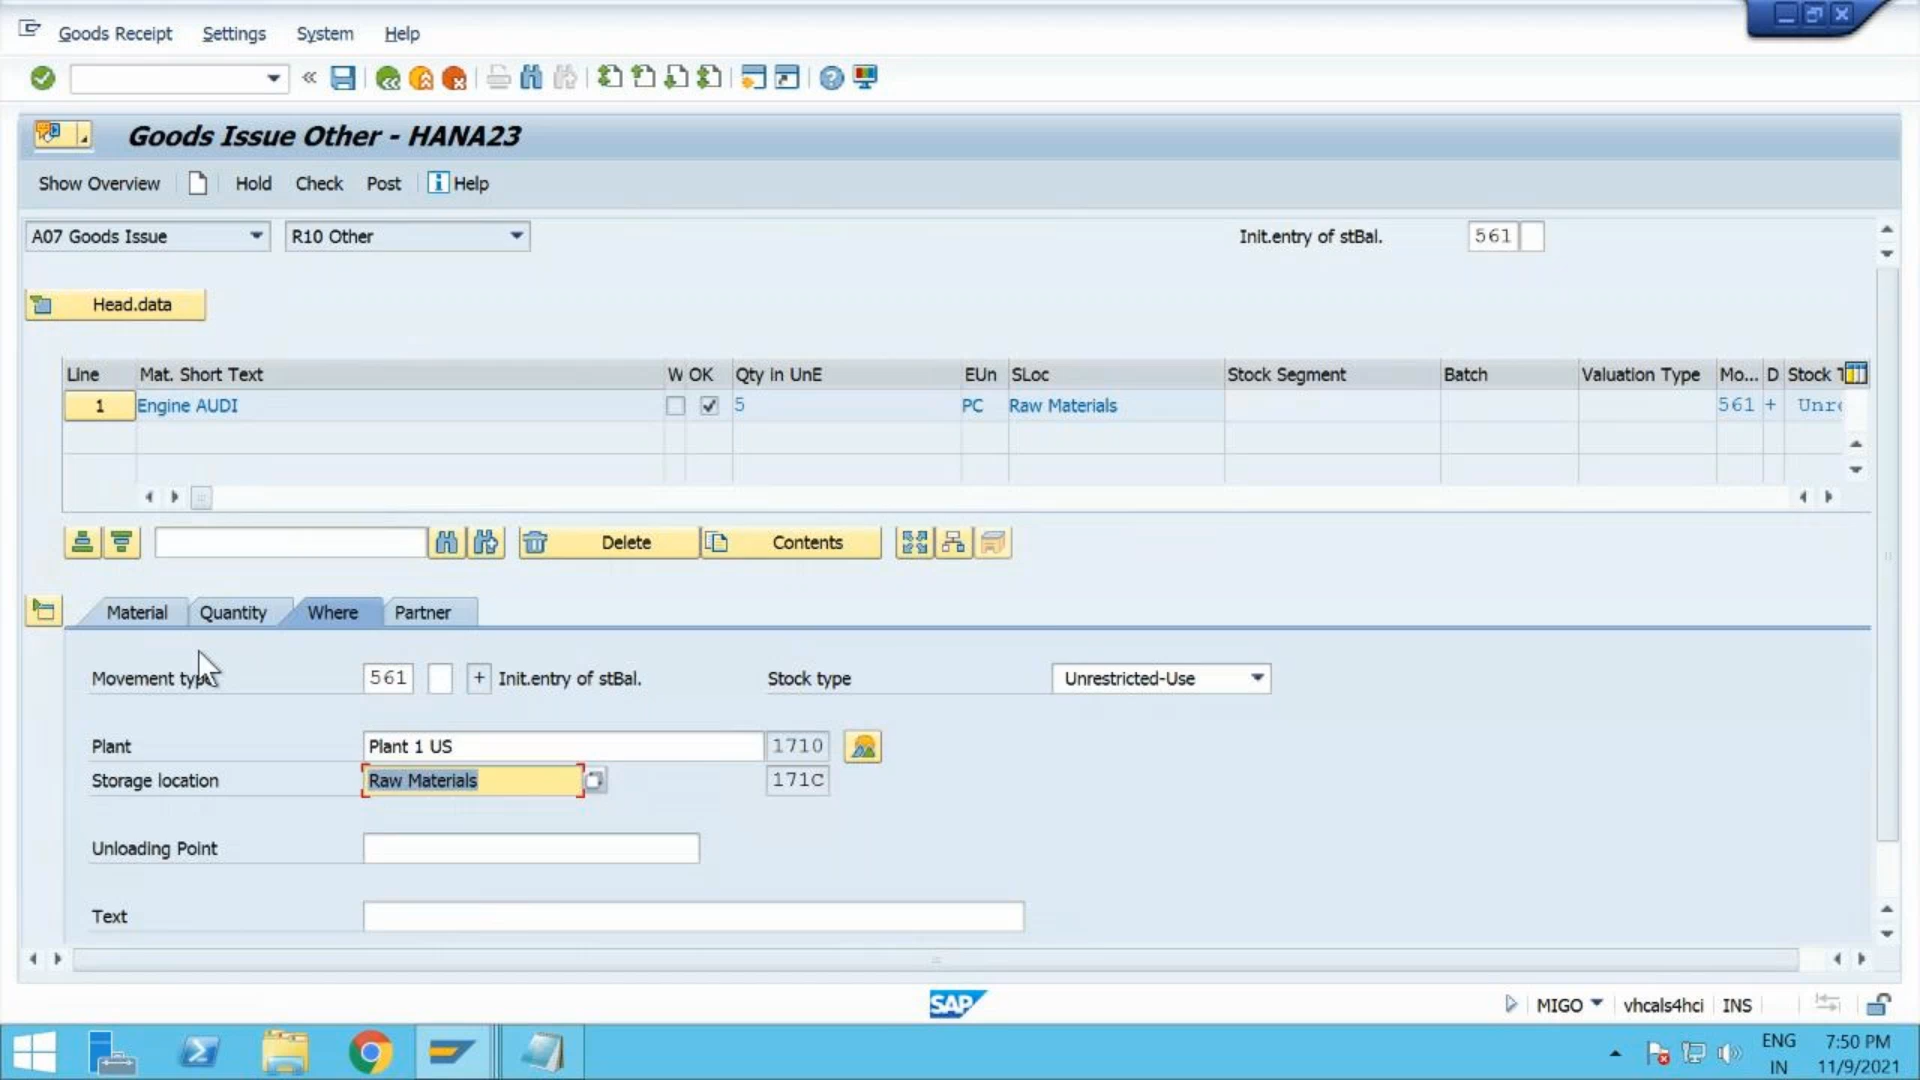 Goods Receipt Settings System Help
Goods Issue Other - HANA23
Show Overview Hold Check Post Help
A07 Goods Issue R10 Other Init.entry of stBal. 561
Head.data
Line Mat. Short Text W OK Qty in UnE EUn SLoc Stock Segment Batch Valuation Type Mo... D Stock
1 Engine AUDI 5 PC Raw Materials 561 + Unre
Delete Contents
Material Quantity Where Partner
Movement type 561 + Init.entry of stBal. Stock type Unrestricted-Use
Plant Plant 1 US 1710
Storage location Raw Materials 171C
Unloading Point
Text
SAP MIGO vhcals4hci INS
ENG 7:50 PM
IN 11/9/2021